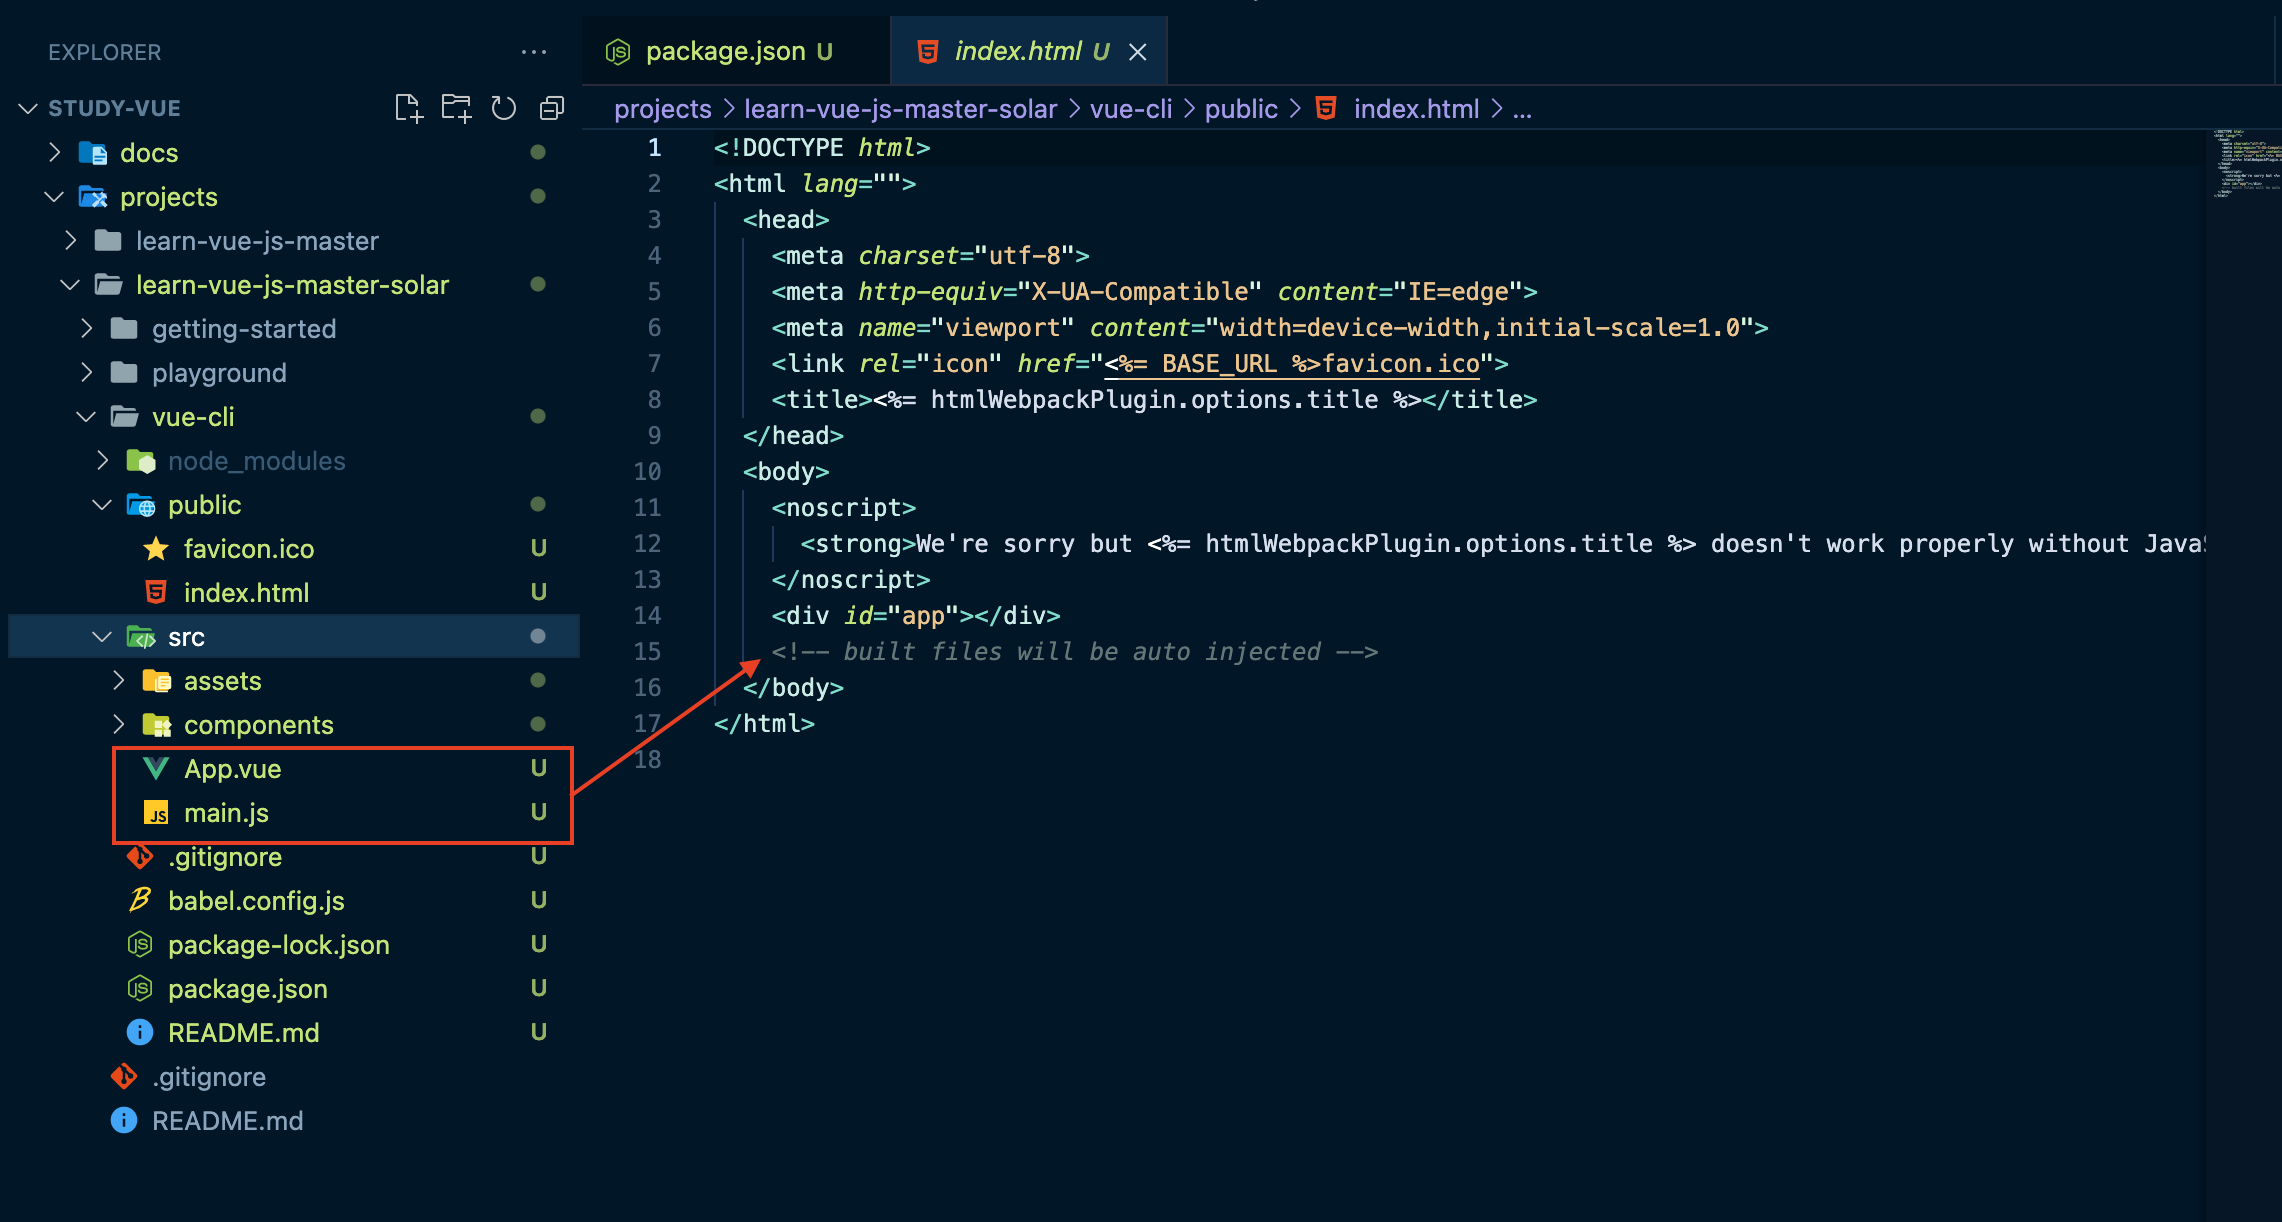 EXPLORER
STUDY-VUE
docs
projects
learn-vue-js-master
learn-vue-js-master-solar
getting-started
playground
vue-cli
node_modules
public
favicon.ico U
index.html U
src
assets
components
App.vue U
main.js U
.gitignore U
babel.config.js U
package-lock.json U
package.json U
README.md U
.gitignore
README.md
package.json U
index.html U
projects > learn-vue-js-master-solar > vue-cli > public > index.html > ...
1 <!DOCTYPE html>
2 <html lang="">
3 <head>
4 <meta charset="utf-8">
5 <meta http-equiv="X-UA-Compatible" content="IE=edge">
6 <meta name="viewport" content="width=device-width,initial-scale=1.0">
7 <link rel="icon" href="<%= BASE_URL %>favicon.ico">
8 <title><%= htmlWebpackPlugin.options.title %></title>
9 </head>
10 <body>
11 <noscript>
12 <strong>We're sorry but <%= htmlWebpackPlugin.options.title %> doesn't work properly without Java
13 </noscript>
14 <div id="app"></div>
15 <!-- built files will be auto injected -->
16 </body>
17 </html>
18